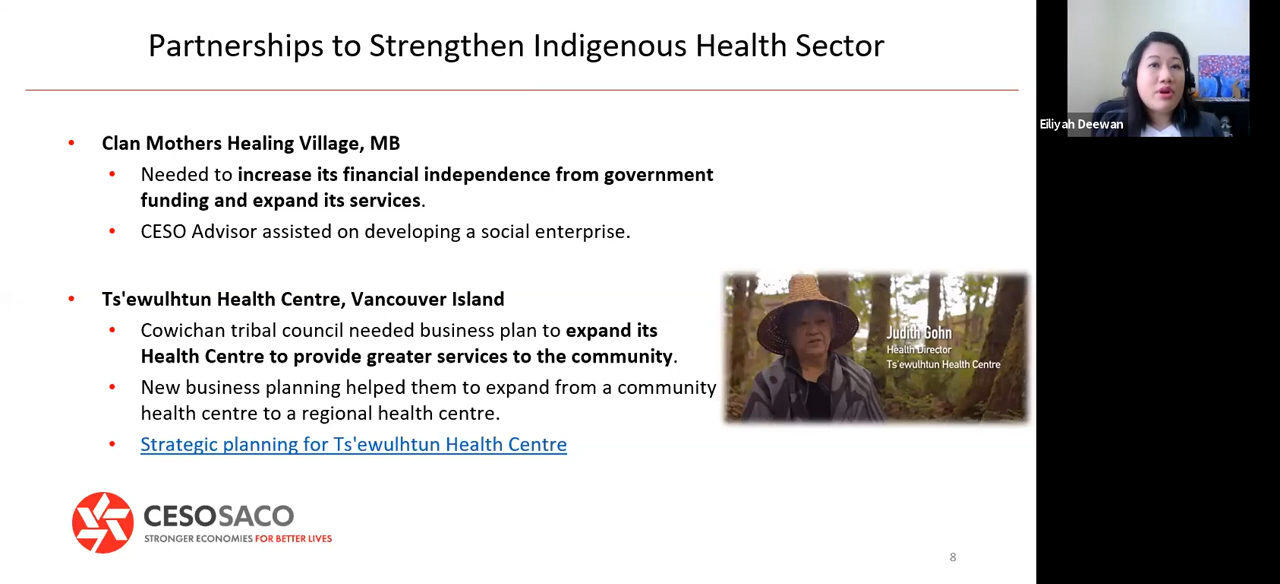 Partnerships to Strengthen Indigenous Health Sector
Eiliyah Deewan
Clan Mothers Healing Village, MB
Needed to increase its financial independence from government
funding and expand its services.
CESO Advisor assisted on developing a social enterprise.
Ts'ewulhtun Health Centre, Vancouver Island
Cowichan tribal council needed business plan to expand its
Health Centre to provide greater services to the community.
New business planning helped them to expand from a community
health centre to a regional health centre.
Strategic planning for Ts'ewulhtun Health Centre
Judith Gohn
Health Director
Ts'ewulhtun Health Centre
CESOSACO
STRONGER ECONOMIES FOR BETTER LIVES
8